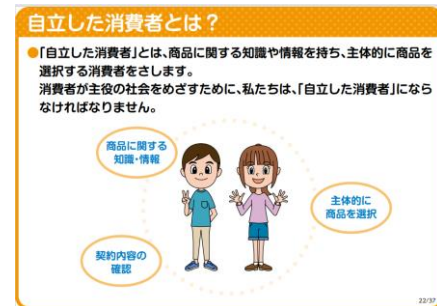 自立した消費者とは？
●「自立した消費者」とは、商品に関する知識や情報を持ち、主体的に商品を
選択する消費者をさします。
消費者が主役の社会をめざすために、私たちは、「自立した消費者」になら
なければなりません。
商品に関する
知識・情報
主体的に
商品を選択
契約内容の
確認
22/37